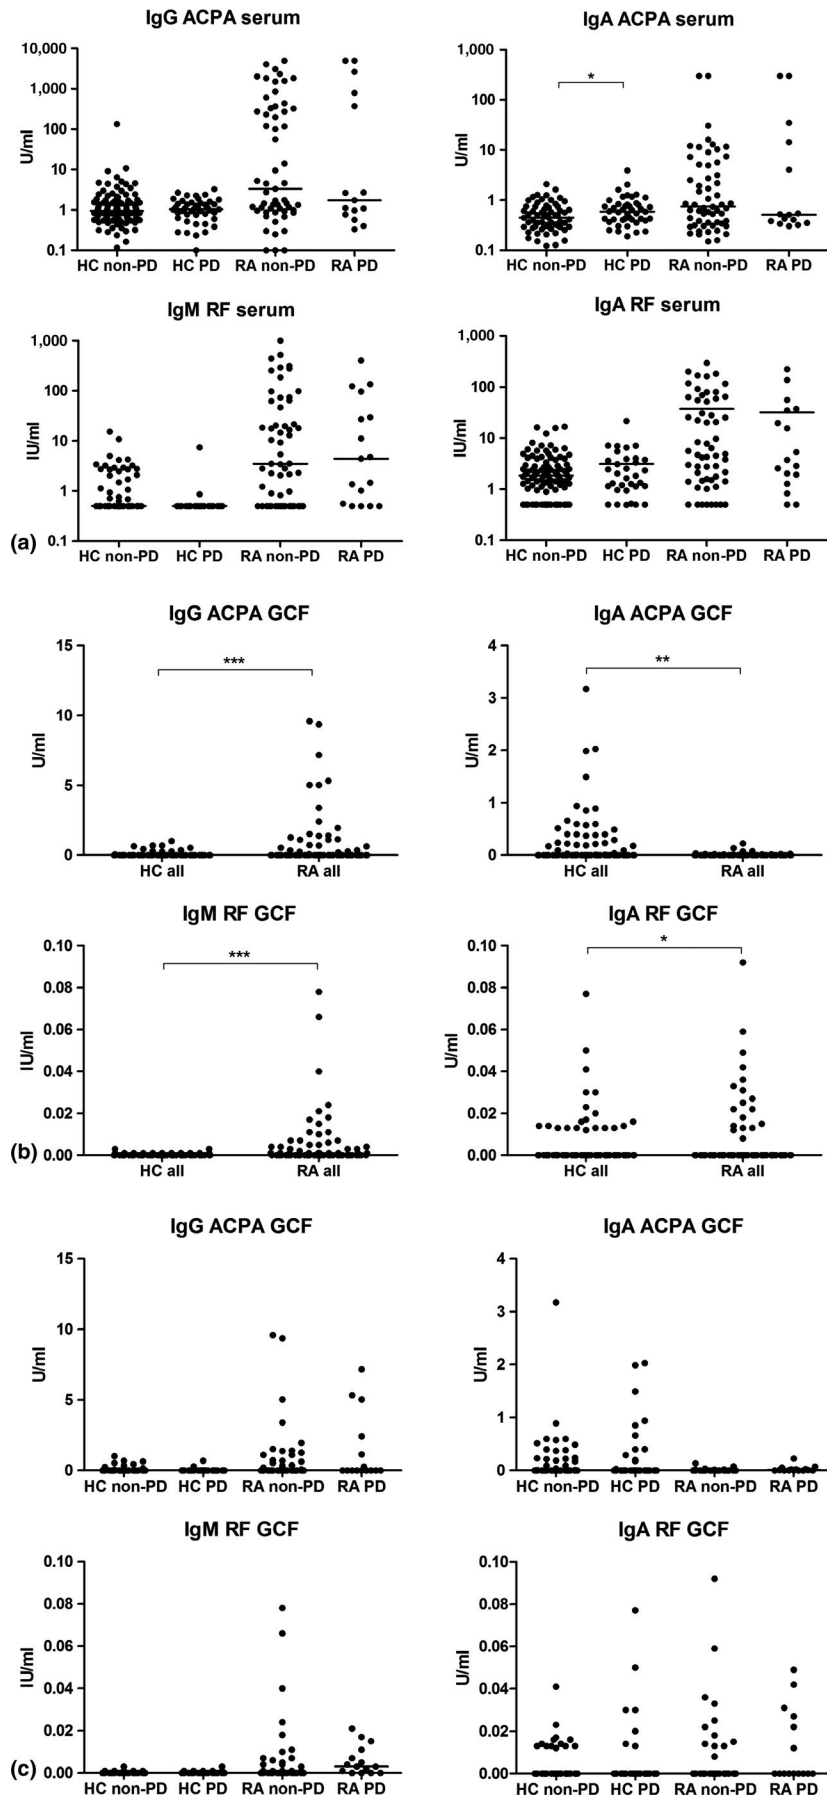 IgG ACPA serum
10,000
1,000
100
10
1
0.1
U/ml
HC non-PD HC PD RA non-PD RA PD
IgA ACPA serum
*
1,000
100
10
1
0.1
U/ml
HC non-PD HC PD RA non-PD RA PD
IgM RF serum
1,000
100
10
1
0.1
IU/ml
HC non-PD HC PD RA non-PD RA PD
IgA RF serum
1,000
100
10
1
0.1
IU/ml
HC non-PD HC PD RA non-PD RA PD
(a)
IgG ACPA GCF
***
15
10
5
0
U/ml
HC all RA all
IgA ACPA GCF
**
4
3
2
1
0
U/ml
HC all RA all
IgM RF GCF
***
0.10
0.08
0.06
0.04
0.02
0.00
IU/ml
HC all RA all
IgA RF GCF
*
0.10
0.08
0.06
0.04
0.02
0.00
U/ml
HC all RA all
(b)
IgG ACPA GCF
15
10
5
0
U/ml
HC non-PD HC PD RA non-PD RA PD
IgA ACPA GCF
4
3
2
1
0
U/ml
HC non-PD HC PD RA non-PD RA PD
IgM RF GCF
0.10
0.08
0.06
0.04
0.02
0.00
IU/ml
HC non-PD HC PD RA non-PD RA PD
IgA RF GCF
0.10
0.08
0.06
0.04
0.02
0.00
U/ml
HC non-PD HC PD RA non-PD RA PD
(c)